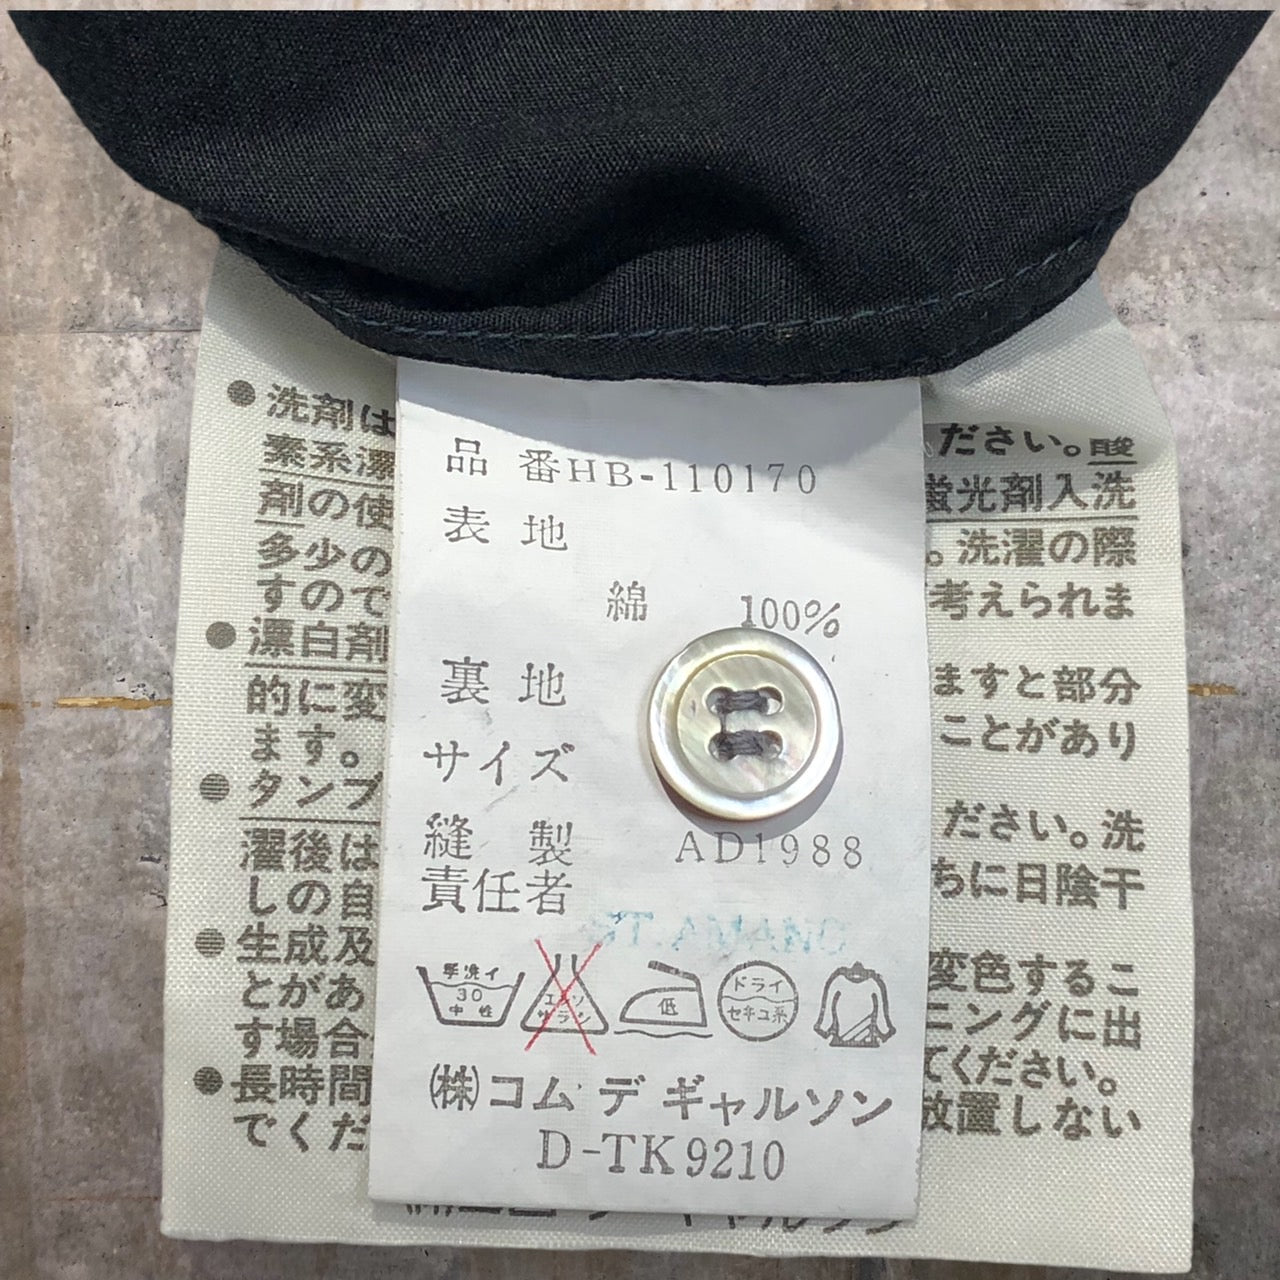 品 番HB-110170
表 地
綿 100%
裏 地
サイズ
縫 製
責任者
AD1988
手洗イ
30
中性
エンソ
サラシ
低
ドライ
セキユ系
㈱コム デ ギャルソン
D-TK9210
●洗剤は
素系漂
剤の使
多少の
すので
●漂白剤
的に変
ます。
●タンブ
濯後は
しの自
●生成及
とがあ
す場合
●長時間
でくだ
ださい。酸
蛍光剤入洗
。洗濯の際
考えられま
ますと部分
ことがあり
ださい。洗
ちに日陰干
変色するこ
ニングに出
てください。
放置しない